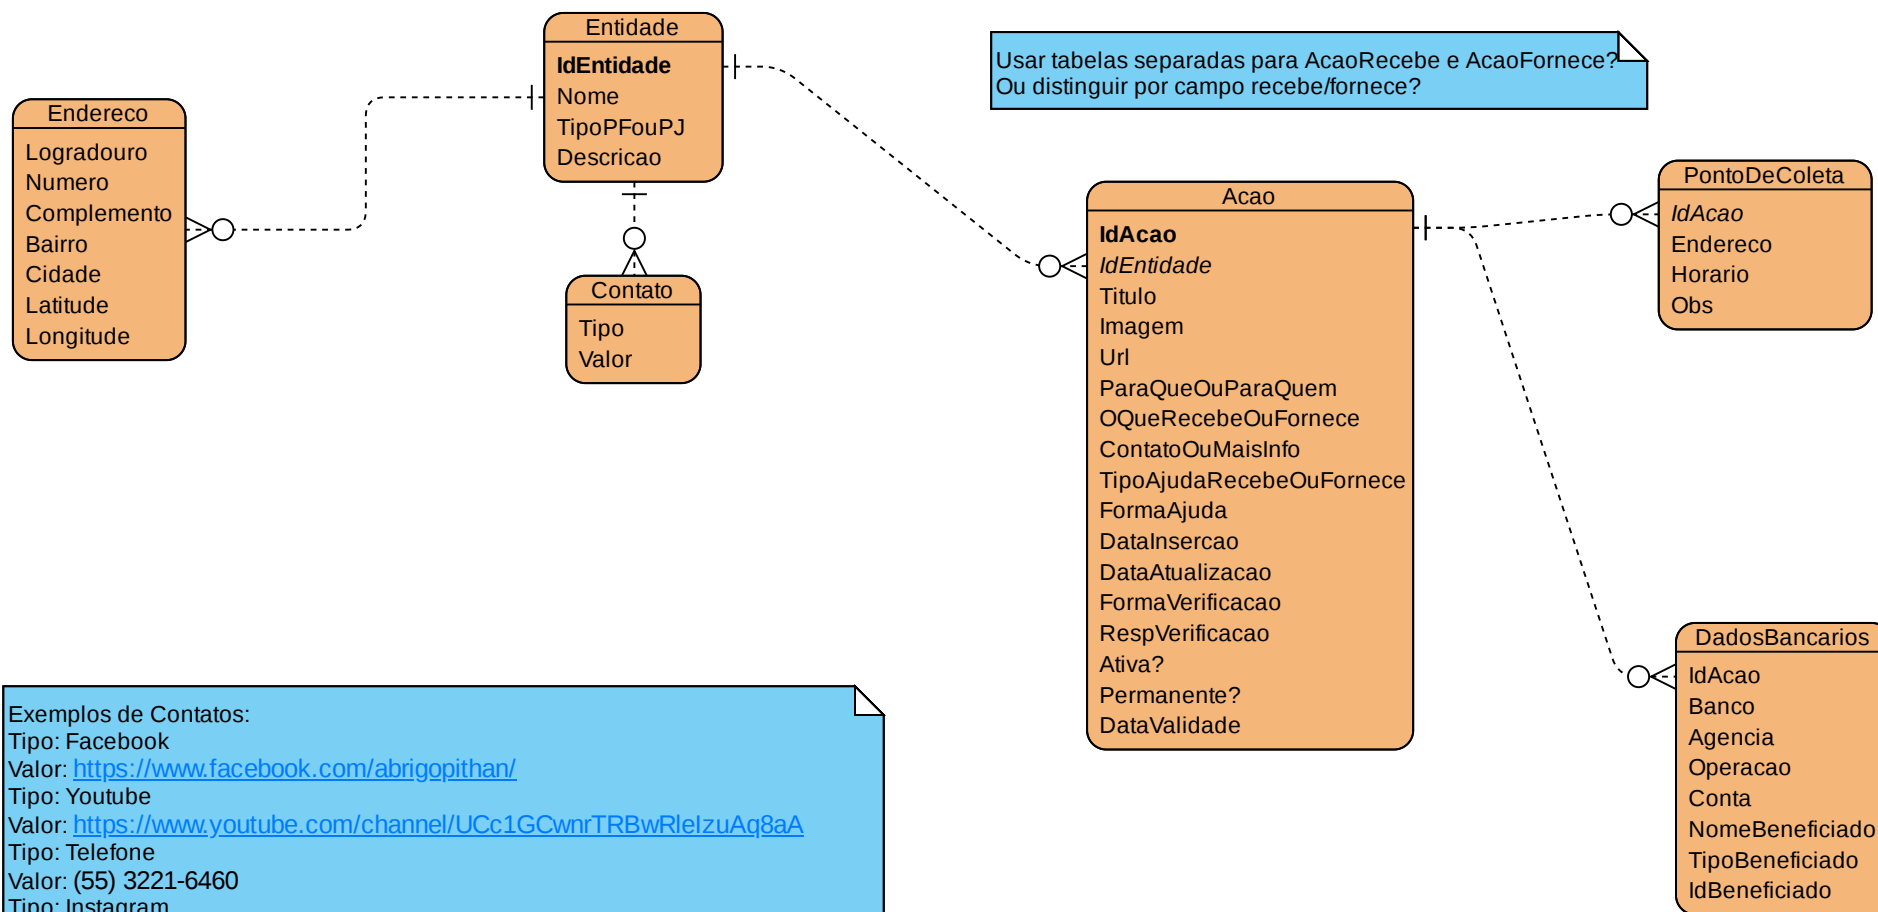 Entidade
IdEntidade
Nome
TipoPFouPJ
Descricao
Usar tabelas separadas para AcaoRecebe e AcaoFornece?
Ou distinguir por campo recebe/fornece?
Endereco
Logradouro
Numero
Complemento
Bairro
Cidade
Latitude
Longitude
Contato
Tipo
Valor
Acao
IdAcao
IdEntidade
Titulo
Imagem
Url
ParaQueOuParaQuem
OQueRecebeOuFornece
ContatoOuMaisInfo
TipoAjudaRecebeOuFornece
FormaAjuda
DataInsercao
DataAtualizacao
FormaVerificacao
RespVerificacao
Ativa?
Permanente?
DataValidade
PontoDeColeta
IdAcao
Endereco
Horario
Obs
DadosBancarios
IdAcao
Banco
Agencia
Operacao
Conta
NomeBeneficiado
TipoBeneficiado
IdBeneficiado
Exemplos de Contatos:
Tipo: Facebook
Valor: https://www.facebook.com/abrigopithan/
Tipo: Youtube
Valor: https://www.youtube.com/channel/UCc1GCwnrTRBwRleIzuAq8aA
Tipo: Telefone
Valor: (55) 3221-6460
Tipo: Instagram